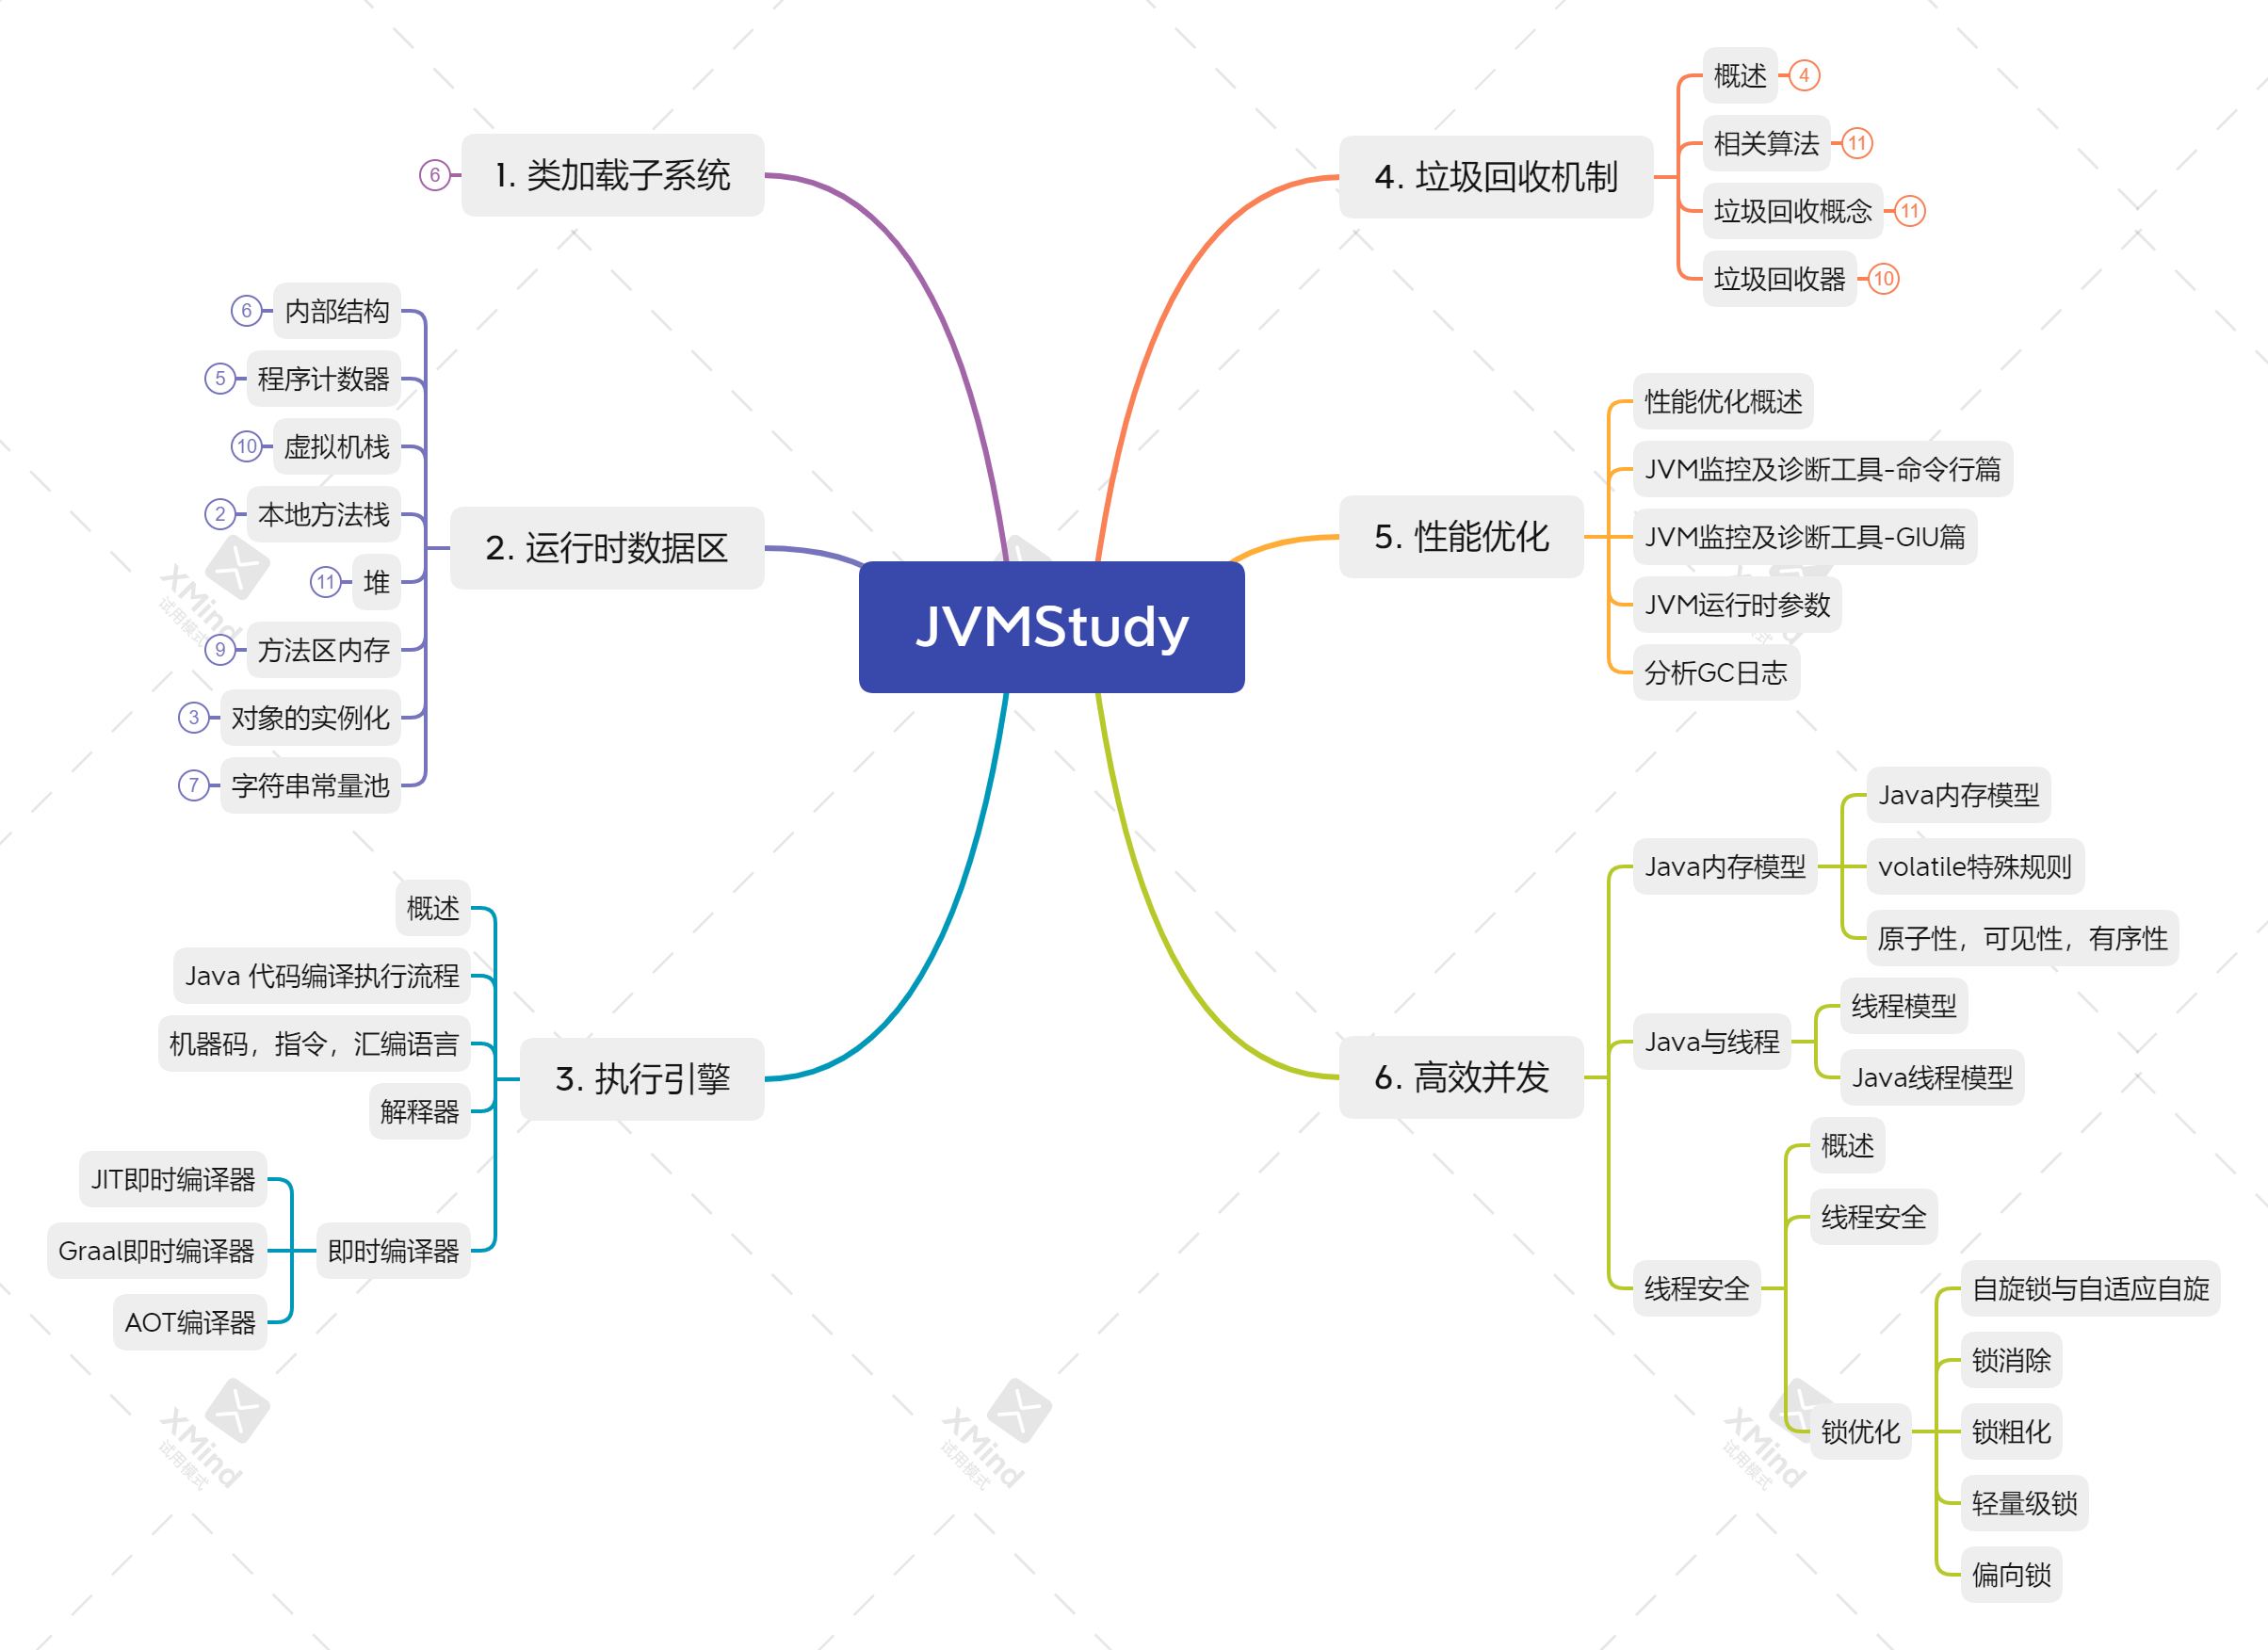 JVMStudy
1. 类加载子系统
6
2. 运行时数据区
内部结构
6
程序计数器
5
虚拟机栈
10
本地方法栈
2
堆
11
方法区内存
9
对象的实例化
3
字符串常量池
7
3. 执行引擎
概述
Java 代码编译执行流程
机器码，指令，汇编语言
解释器
即时编译器
JIT即时编译器
Graal即时编译器
AOT编译器
4. 垃圾回收机制
概述
4
相关算法
11
垃圾回收概念
11
垃圾回收器
10
5. 性能优化
性能优化概述
JVM监控及诊断工具-命令行篇
JVM监控及诊断工具-GIU篇
JVM运行时参数
分析GC日志
6. 高效并发
Java内存模型
Java内存模型
volatile特殊规则
原子性，可见性，有序性
Java与线程
线程模型
Java线程模型
线程安全
概述
线程安全
锁优化
自旋锁与自适应自旋
锁消除
锁粗化
轻量级锁
偏向锁
XMind
试用模式
XMind
试用模式
XMind
试用模式
XMind
试用模式